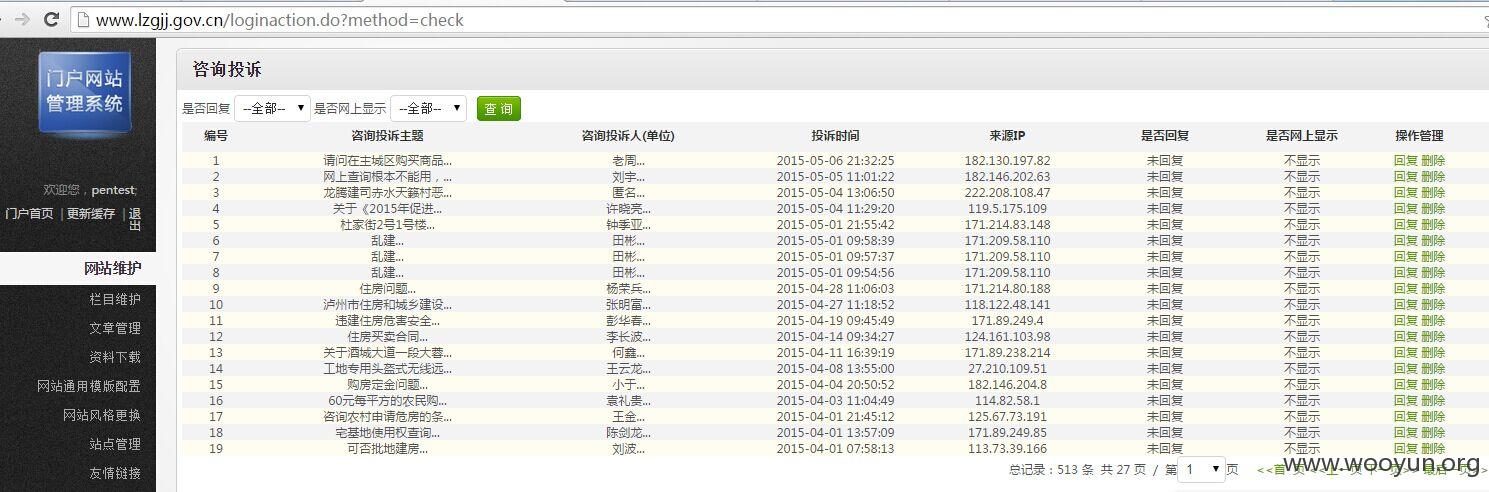 www.lzgjj.gov.cn/loginaction.do?method=check
门户网站
管理系统
欢迎您，pentest;
门户首页 | 更新缓存 | 退出
网站维护
栏目维护
文章管理
资料下载
网站通用模版配置
网站风格更换
站点管理
友情链接
咨询投诉
是否回复 --全部-- 是否网上显示 --全部-- 查 询
编号 咨询投诉主题 咨询投诉人(单位) 投诉时间 来源IP 是否回复 是否网上显示 操作管理
1 请问在主城区购买商品... 老周... 2015-05-06 21:32:25 182.130.197.82 未回复 不显示 回复 删除
2 网上查询根本不能用，... 刘宇... 2015-05-05 11:01:22 182.146.202.63 未回复 不显示 回复 删除
3 龙腾建司赤水天籁村恶... 匿名... 2015-05-04 13:06:50 222.208.108.47 未回复 不显示 回复 删除
4 关于《2015年促进... 许晓亮... 2015-05-04 11:29:20 119.5.175.109 未回复 不显示 回复 删除
5 杜家街2号1号楼... 钟季亚... 2015-05-01 21:55:42 171.214.83.148 未回复 不显示 回复 删除
6 乱建... 田彬... 2015-05-01 09:58:39 171.209.58.110 未回复 不显示 回复 删除
7 乱建... 田彬... 2015-05-01 09:57:37 171.209.58.110 未回复 不显示 回复 删除
8 乱建... 田彬... 2015-05-01 09:54:56 171.209.58.110 未回复 不显示 回复 删除
9 住房问题... 杨荣兵... 2015-04-28 11:06:03 171.214.80.188 未回复 不显示 回复 删除
10 泸州市住房和城乡建设... 张明富... 2015-04-27 11:18:52 118.122.48.141 未回复 不显示 回复 删除
11 违建住房危害安全... 彭华春... 2015-04-19 09:45:49 171.89.249.4 未回复 不显示 回复 删除
12 住房买卖合同... 李长波... 2015-04-14 09:34:27 124.161.103.98 未回复 不显示 回复 删除
13 关于酒城大道一段大蓉... 何鑫... 2015-04-11 16:39:19 171.89.238.214 未回复 不显示 回复 删除
14 工地专用头盔式无线远... 王云龙... 2015-04-08 13:55:00 27.210.109.51 未回复 不显示 回复 删除
15 购房定金问题... 小于... 2015-04-04 20:50:52 182.146.204.8 未回复 不显示 回复 删除
16 60元每平方的农民购... 袁礼贵... 2015-04-03 11:04:49 114.82.58.1 未回复 不显示 回复 删除
17 咨询农村申请危房的条... 王金... 2015-04-01 21:45:12 125.67.73.191 未回复 不显示 回复 删除
18 宅基地使用权查询... 陈剑龙... 2015-04-01 13:57:09 171.89.249.85 未回复 不显示 回复 删除
19 可否批地建房... 刘波... 2015-04-01 07:58:13 113.73.39.166 未回复 不显示 回复 删除
总记录：513 条 共 27 页 / 第 1 页 <<首 页 <<上一页 下一页>> 最后一页>>
www.wooyun.org